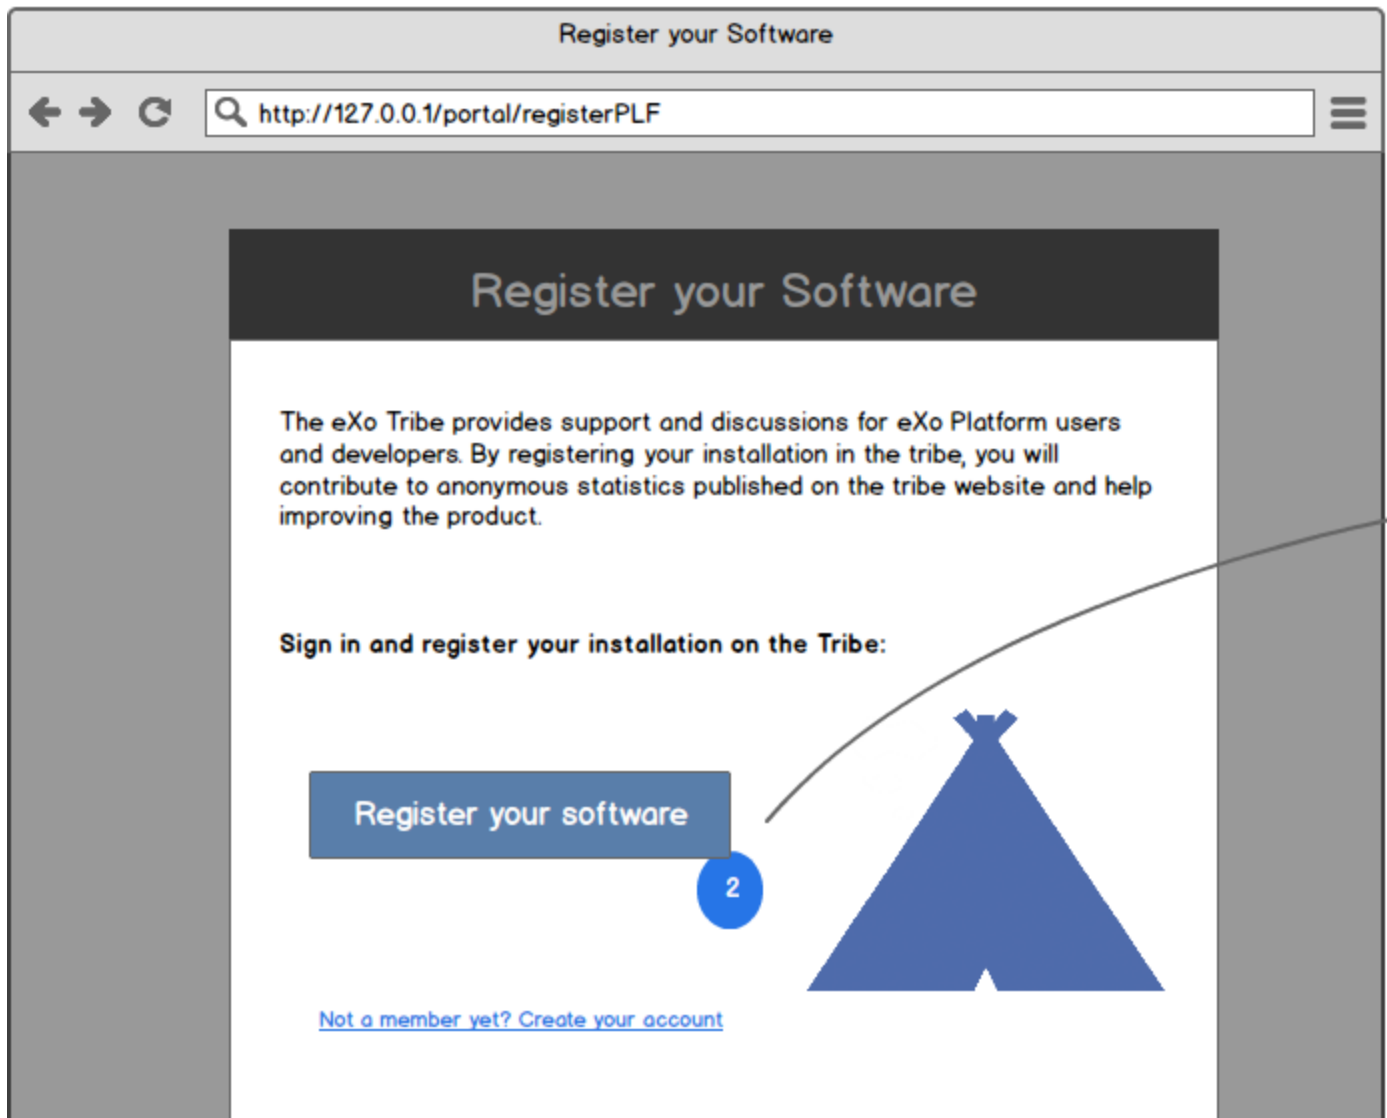 Register your Software
http://127.0.0.1/portal/registerPLF
Register your Software
The eXo Tribe provides support and discussions for eXo Platform users
and developers. By registering your installation in the tribe, you will
contribute to anonymous statistics published on the tribe website and help
improving the product.
Sign in and register your installation on the Tribe:
Register your software
2
Not a member yet? Create your account